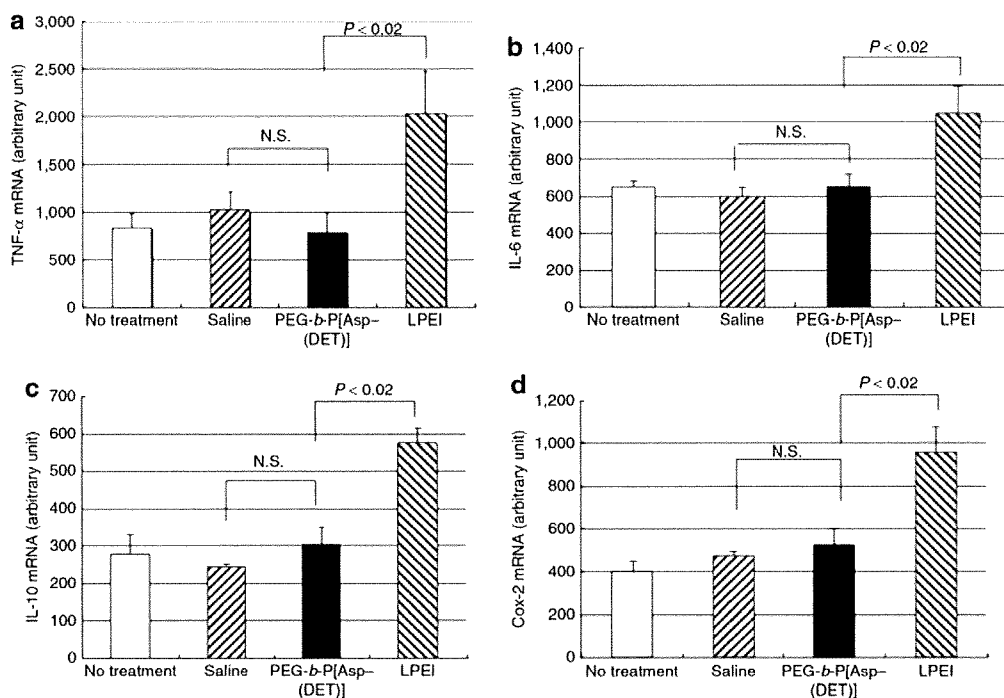 a
3,000
2,500
2,000
1,500
1,000
500
0
TNF-α mRNA (arbitrary unit)
P < 0.02
N.S.
No treatment
Saline
PEG-b-P[Asp–
(DET)]
LPEI
b
1,400
1,200
1,000
800
600
400
200
0
IL-6 mRNA (arbitrary unit)
P < 0.02
N.S.
No treatment
Saline
PEG-b-P[Asp–
(DET)]
LPEI
c
700
600
500
400
300
200
100
0
IL-10 mRNA (arbitrary unit)
P < 0.02
N.S.
No treatment
Saline
PEG-b-P[Asp–
(DET)]
LPEI
d
1,200
1,000
800
600
400
200
0
Cox-2 mRNA (arbitrary unit)
P < 0.02
N.S.
No treatment
Saline
PEG-b-P[Asp–
(DET)]
LPEI